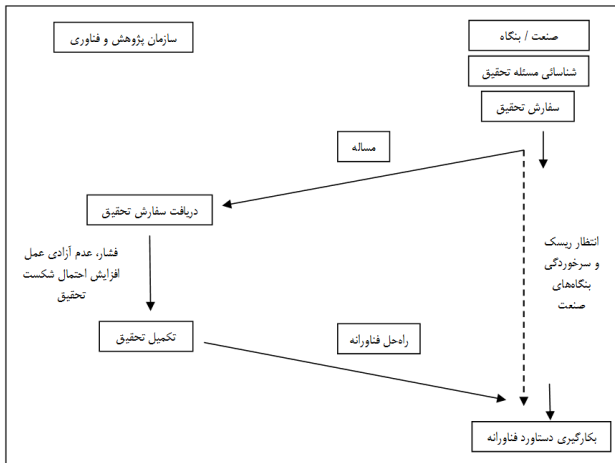 صنعت / بنگاه
سازمان پژوهش و فناوری
شناسائی مسئله تحقیق
سفارش تحقیق
مساله
دریافت سفارش تحقیق
انتظار ریسک
و
سرخوردگی
بنگاه‌های
صنعت
فشار، عدم آزادی عمل
افزایش احتمال شکست
تحقیق
راه‌حل فناورانه
تکمیل تحقیق
بکارگیری دستاورد فناورانه